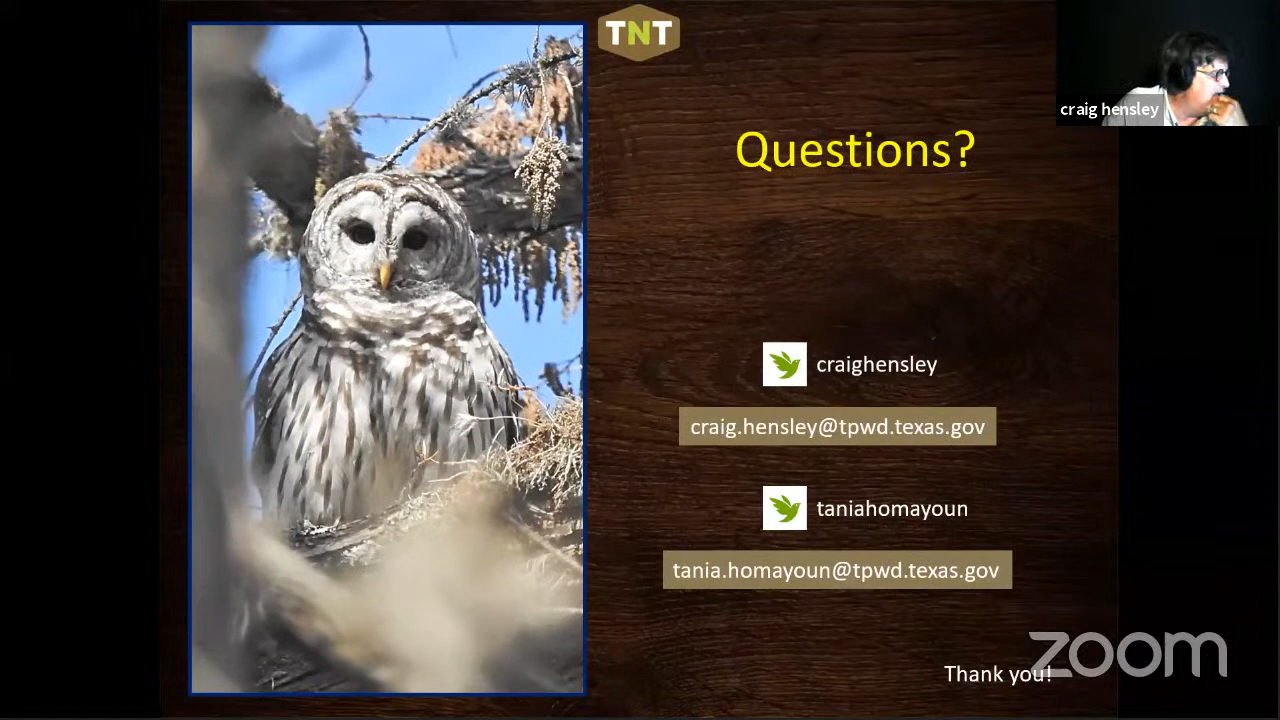 TNT
craig hensley
Questions?
craighensley
craig.hensley@tpwd.texas.gov
taniahomayoun
tania.homayoun@tpwd.texas.gov
Thank you!
zoom